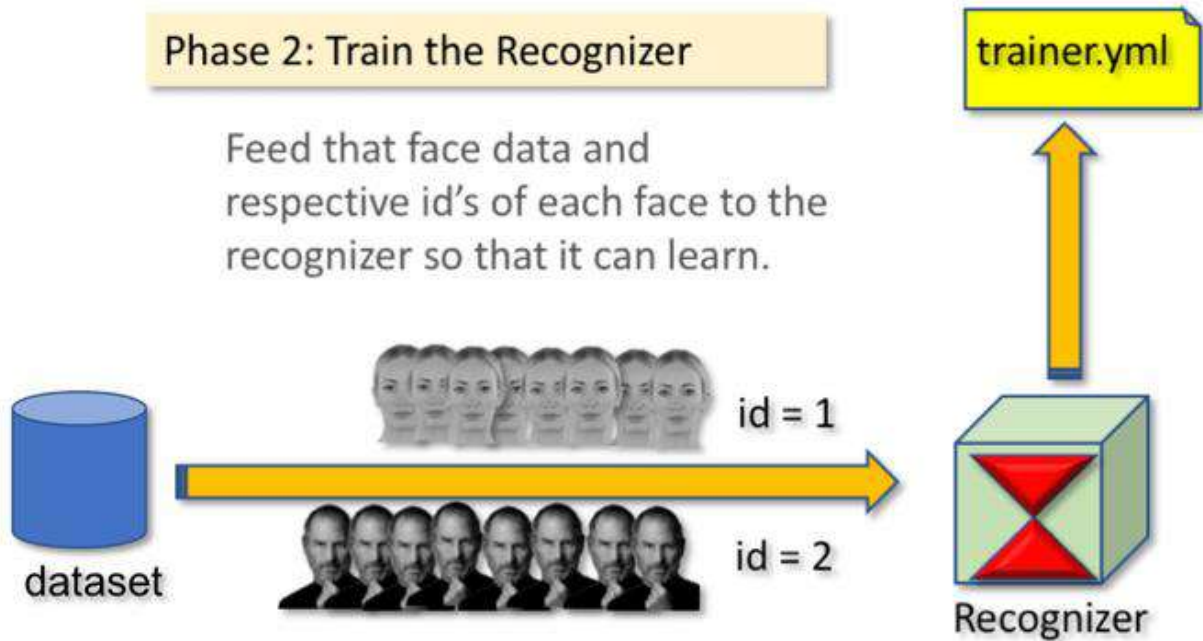 Phase 2: Train the Recognizer
trainer.yml
Feed that face data and
respective id’s of each face to the
recognizer so that it can learn.
id = 1
id = 2
dataset
Recognizer